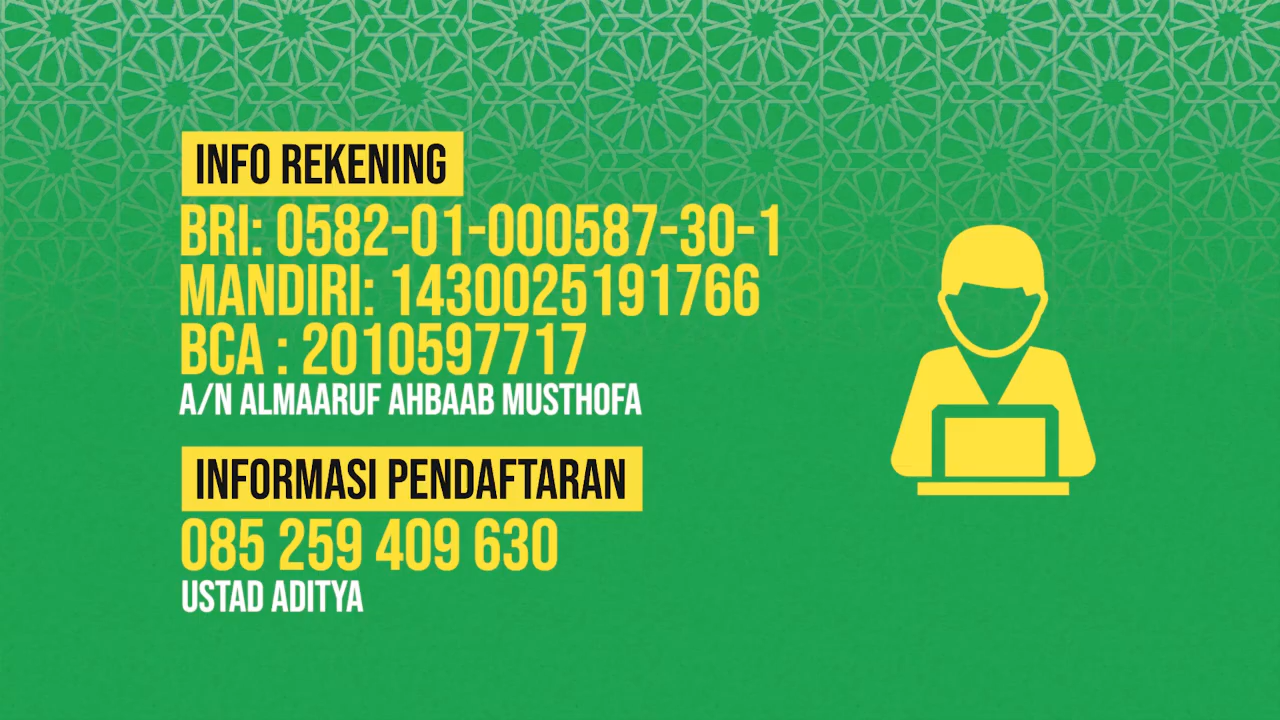 INFO REKENING
BRI: 0582-01-000587-30-1
MANDIRI: 1430025191766
BCA : 2010597717
A/N ALMAARUF AHBAAB MUSTHOFA
INFORMASI PENDAFTARAN
085 259 409 630
USTAD ADITYA